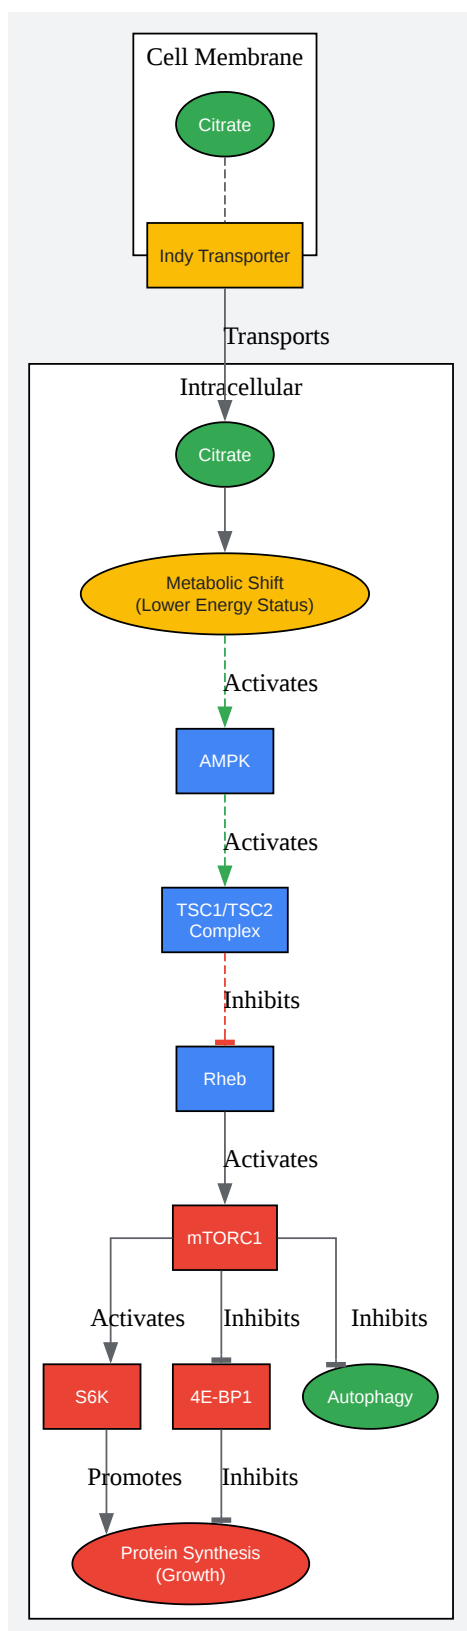 Cell Membrane
Citrate
Indy Transporter
Transports
Intracellular
Citrate
Metabolic Shift
(Lower Energy Status)
Activates
AMPK
Activates
TSC1/TSC2
Complex
Inhibits
Rheb
Activates
mTORC1
Activates
Inhibits
Inhibits
S6K
4E-BP1
Autophagy
Promotes
Inhibits
Protein Synthesis
(Growth)